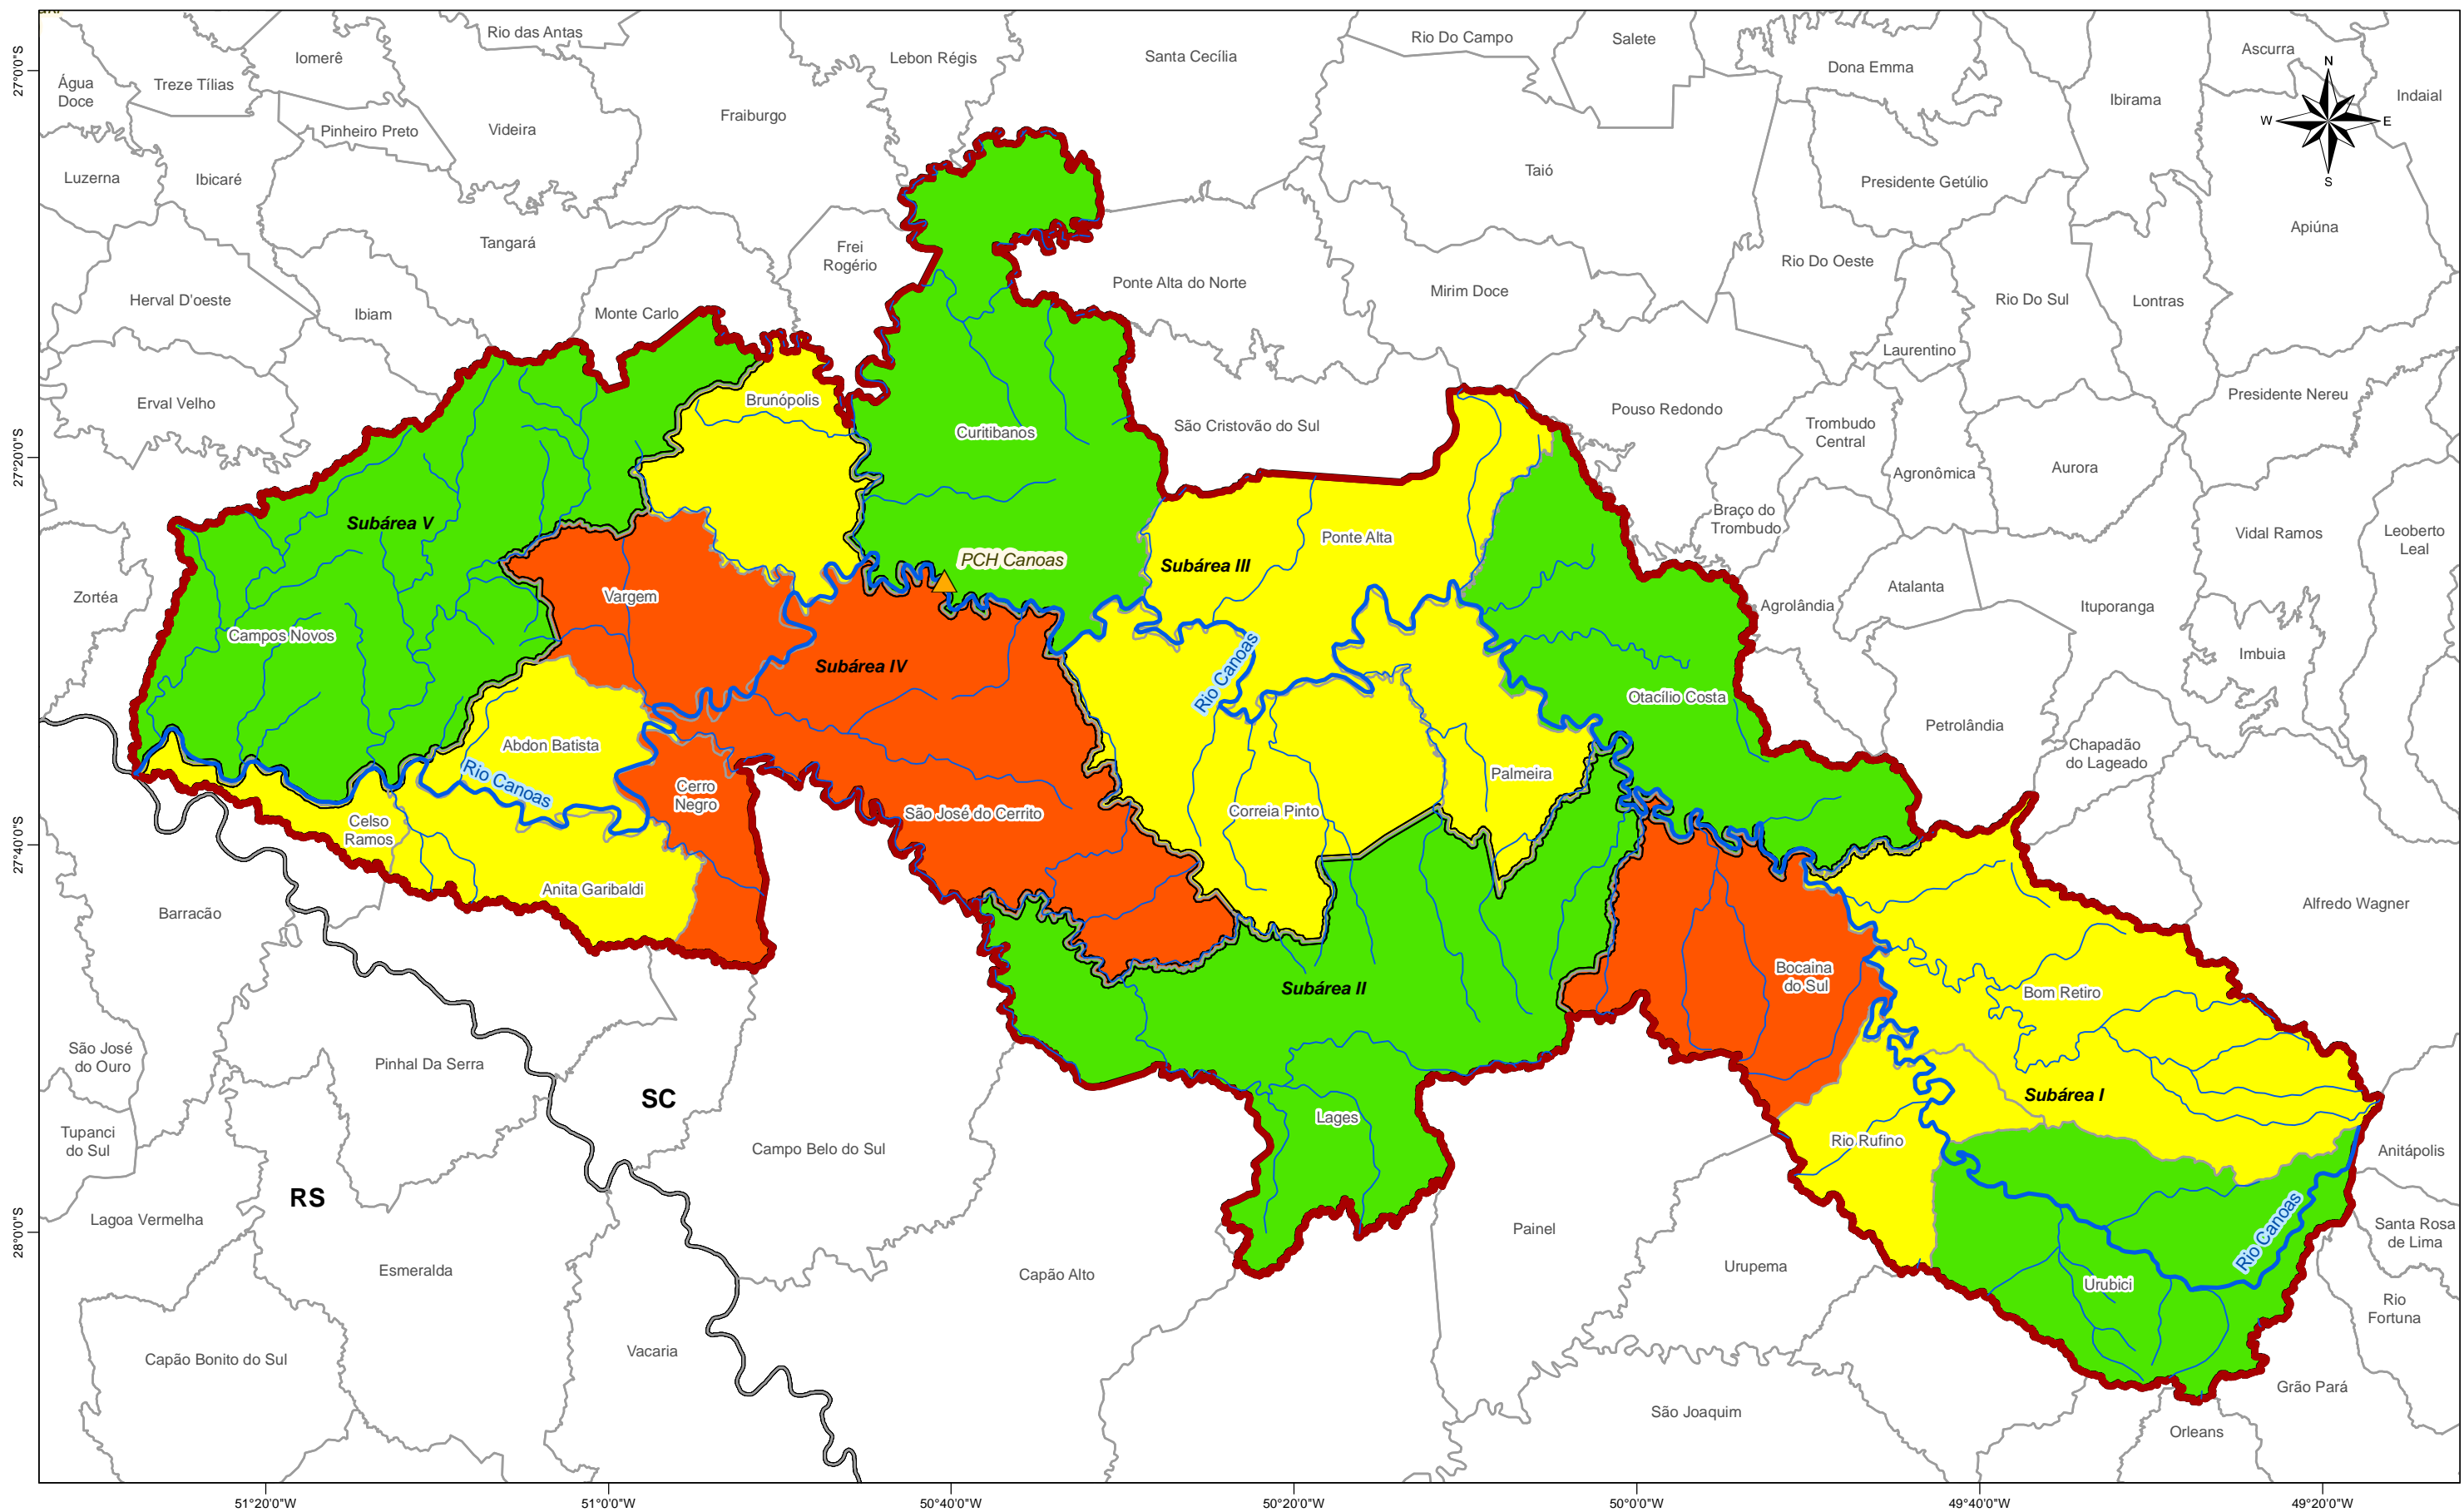 Rio das Antas
Iomerê
Água
Doce
Treze Tílias
Lebon Régis
Santa Cecília
Rio Do Campo
Salete
Dona Emma
Ascurra
Ibirama
Indaial
N
W
E
S
Pinheiro Preto
Videira
Fraiburgo
Luzerna
Ibicaré
Taió
Presidente Getúlio
Apiúna
Tangará
Frei
Rogério
Herval D'oeste
Ibiam
Monte Carlo
Ponte Alta do Norte
Mirim Doce
Rio Do Oeste
Rio Do Sul
Lontras
Laurentino
Erval Velho
Brunópolis
Curitibanos
São Cristovão do Sul
Pouso Redondo
Trombudo
Central
Presidente Nereu
Agronômica
Aurora
Subárea V
Braço do
Trombudo
Ponte Alta
Vidal Ramos
Leoberto
Leal
PCH Canoas
Subárea III
Zortéa
Vargem
Campos Novos
Agrolândia
Atalanta
Ituporanga
Imbuia
Subárea IV
Rio Canoas
Otacílio Costa
Petrolândia
Chapadão
do Lageado
Abdon Batista
Rio Canoas
Cerro
Negro
São José do Cerrito
Palmeira
Correia Pinto
Celso
Ramos
Anita Garibaldi
Barracão
Alfredo Wagner
Subárea II
Bocaina
do Sul
Bom Retiro
São José
do Ouro
Pinhal Da Serra
SC
Subárea I
Lages
Tupanci
do Sul
Campo Belo do Sul
Rio Rufino
Anitápolis
RS
Lagoa Vermelha
Painel
Rio Canoas
Santa Rosa
de Lima
Esmeralda
Capão Alto
Urupema
Urubici
Rio
Fortuna
Capão Bonito do Sul
Vacaria
Grão Pará
São Joaquim
Orleans
27°0'0"S
27°20'0"S
27°40'0"S
28°0'0"S
51°20'0"W
51°0'0"W
50°40'0"W
50°20'0"W
50°0'0"W
49°40'0"W
49°20'0"W